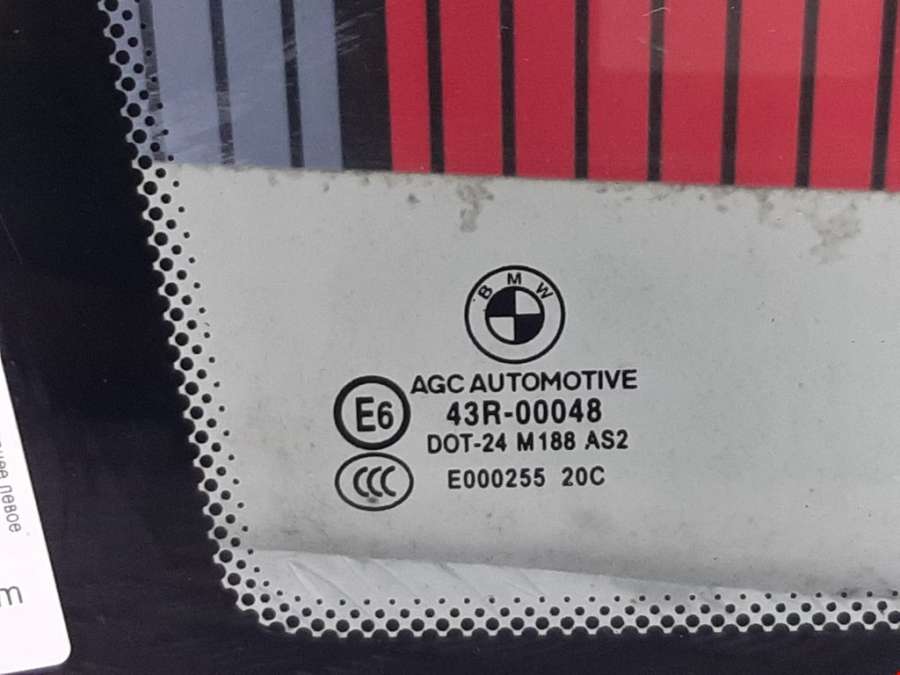 BMW
AGC AUTOMOTIVE
E6
43R-00048
DOT-24 M188 AS2
CCC
E000255 20C
левое
m